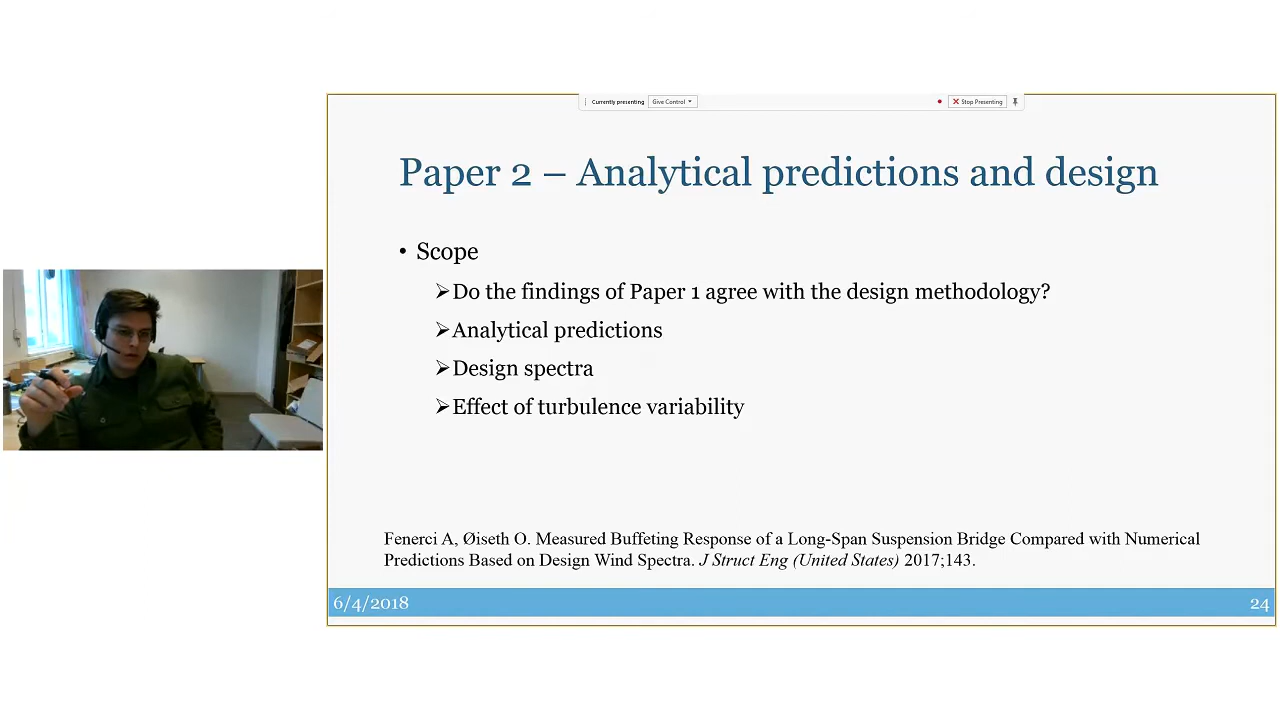 Currently presenting
Give Control
Stop Presenting
Paper 2 – Analytical predictions and design
• Scope
➢Do the findings of Paper 1 agree with the design methodology?
➢Analytical predictions
➢Design spectra
➢Effect of turbulence variability
Fenerci A, Øiseth O. Measured Buffeting Response of a Long-Span Suspension Bridge Compared with Numerical
Predictions Based on Design Wind Spectra. J Struct Eng (United States) 2017;143.
6/4/2018
24